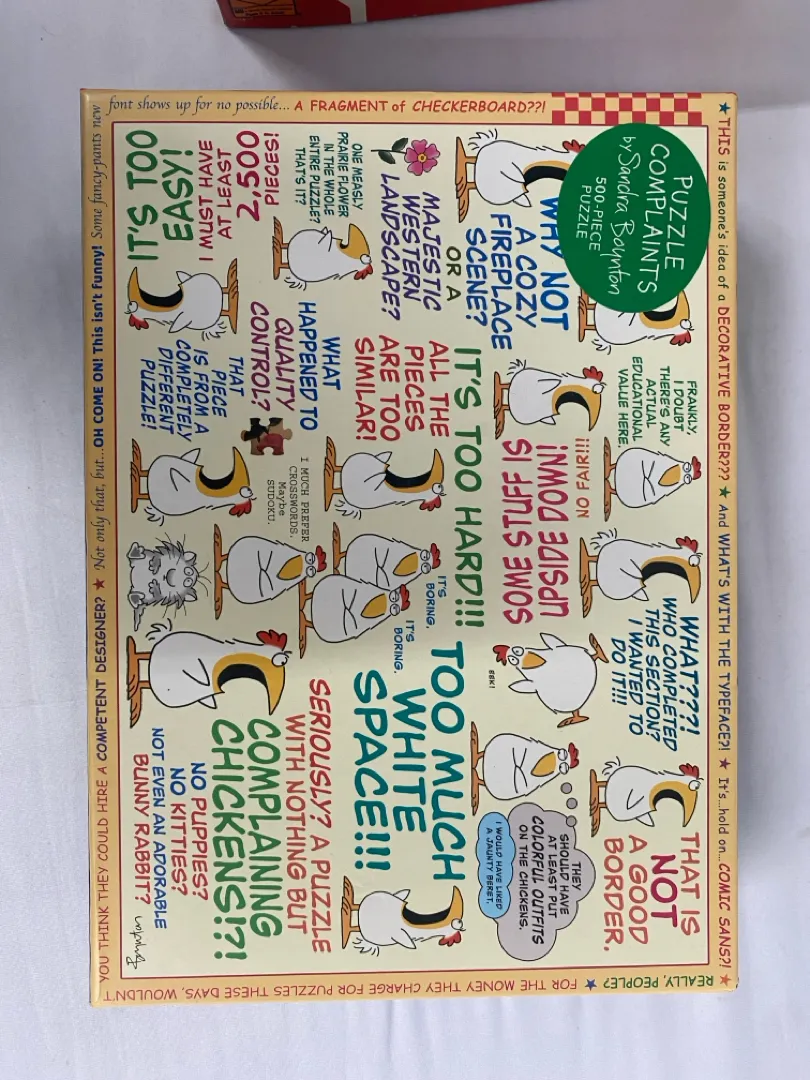 ★ THIS is someone's idea of a DECORATIVE BORDER??? ★ And WHAT'S WITH THE TYPEFACE?! ★ It's...hold on... COMIC SANS?! ★
REALLY, PEOPLE? ★ FOR THE MONEY THEY CHARGE FOR PUZZLES THESE DAYS, WOULDN'T
YOU THINK THEY COULD HIRE A COMPETENT DESIGNER? ★ Not only that, but...OH COME ON! This isn't Funny! Some fancy-pants new
font shows up for no possible... A FRAGMENT of CHECKERBOARD??!
PUZZLE
COMPLAINTS
by Sandra Boynton
500-PIECE
PUZZLE
WHY NOT
A COZY
FIREPLACE
SCENE?
OR A
MAJESTIC
WESTERN
LANDSCAPE?
ONE MEASLY
PRAIRIE FLOWER
IN THE WHOLE
ENTIRE PUZZLE?
THAT'S IT?
IT'S TOO
EASY!
I MUST HAVE
AT LEAST
2,500
PIECES!
FRANKLY,
I DOUBT
THERE'S ANY
ACTUAL
EDUCATIONAL
VALUE HERE.
NO FAIR!!!
SOME STUFF IS
UPSIDE DOWN!
IT'S TOO HARD!!!
ALL THE
PIECES
ARE TOO
SIMILAR!
WHAT
HAPPENED TO
QUALITY
CONTROL?
THAT
PIECE
IS FROM A
COMPLETELY
DIFFERENT
PUZZLE!
WHAT???!
WHO COMPLETED
THIS SECTION?
I WANTED TO
DO IT!!!
EEK!
IT'S
BORING.
IT'S
BORING.
I MUCH PREFER
CROSSWORDS.
Maybe
SUDOKU.
THAT IS
NOT
A GOOD
BORDER.
THEY
SHOULD HAVE
AT LEAST PUT
COLORFUL OUTFITS
ON THE CHICKENS.
I WOULD HAVE LIKED
A JAUNTY BERET.
TOO MUCH
WHITE
SPACE!!!
SERIOUSLY? A PUZZLE
WITH NOTHING BUT
COMPLAINING
CHICKENS!?!
NO PUPPIES?
NO KITTIES?
NOT EVEN AN ADORABLE
BUNNY RABBIT?
Boynton